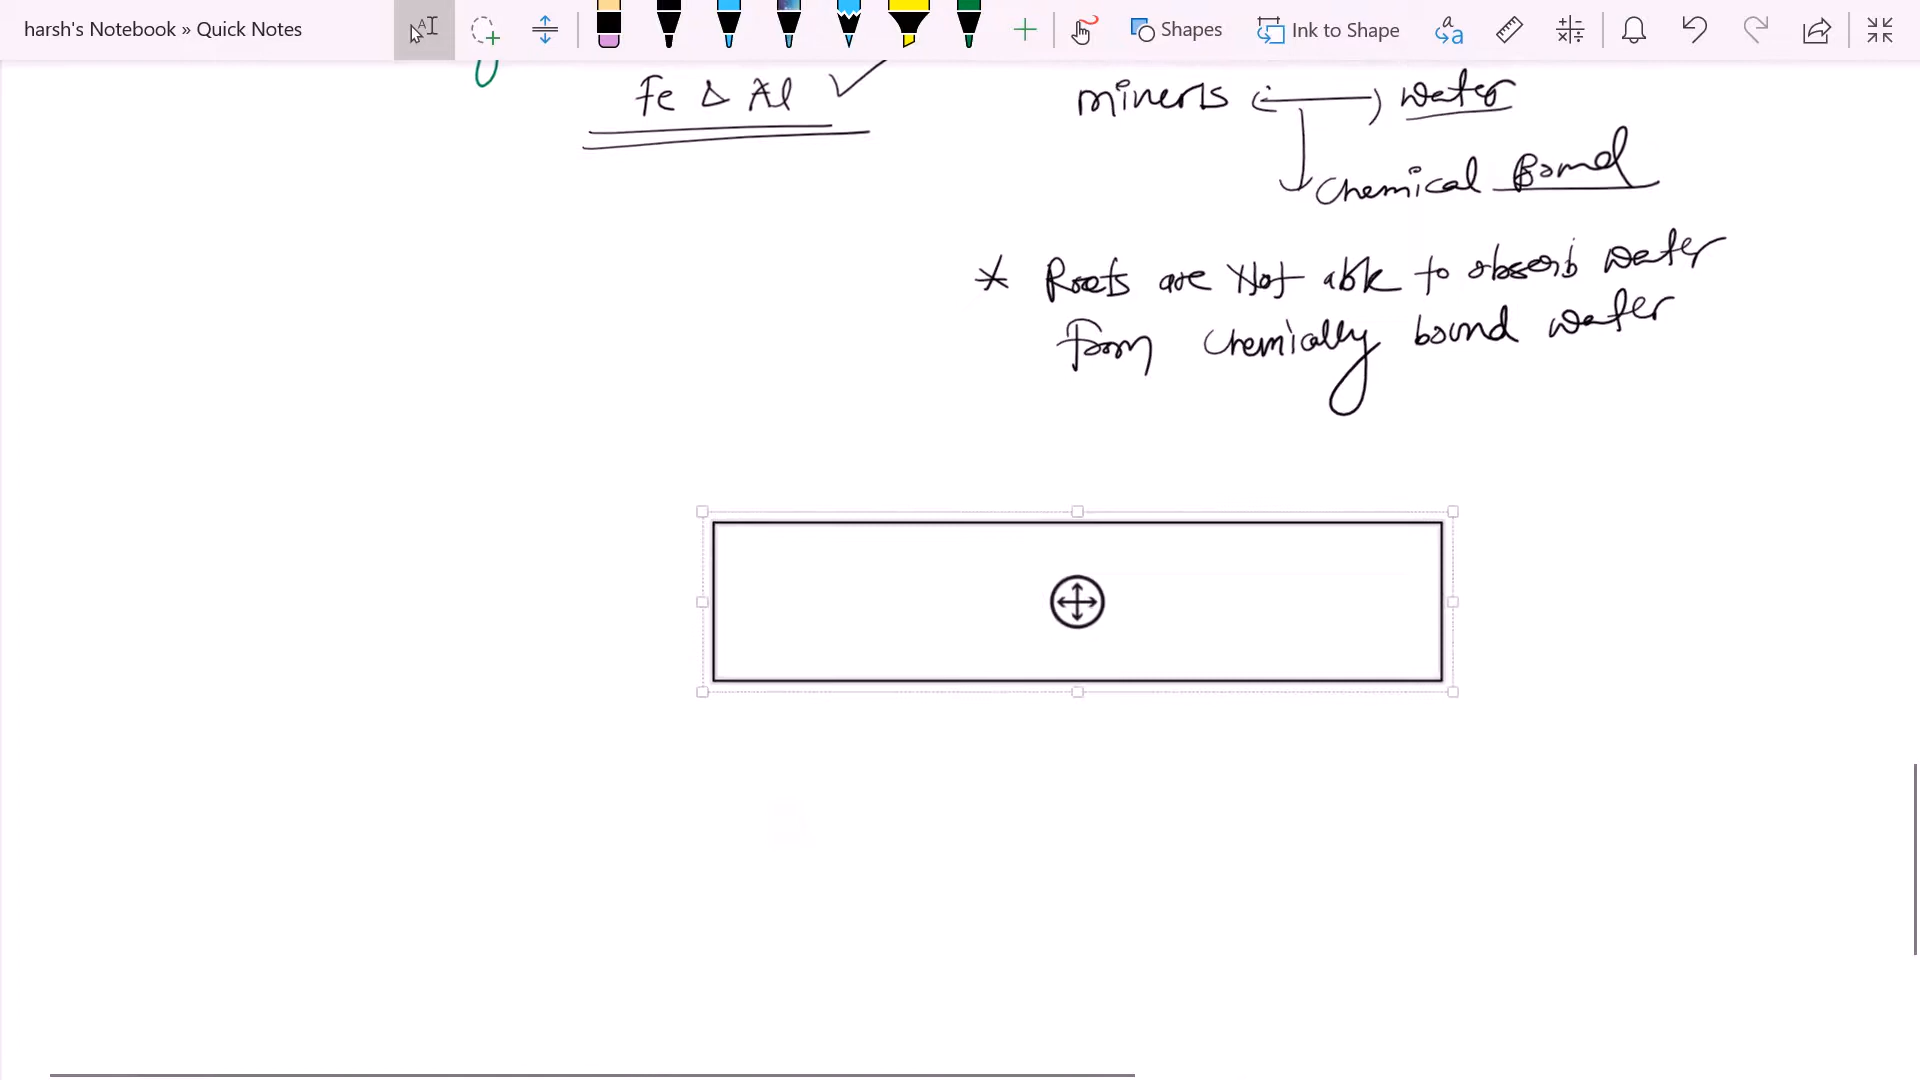 harsh's Notebook » Quick Notes
Shapes
Ink to Shape
Fe Δ Al ✓
minerls ⟷ water
Chemical Bond
* Roots are Not able to obserb water
from chemically bound water